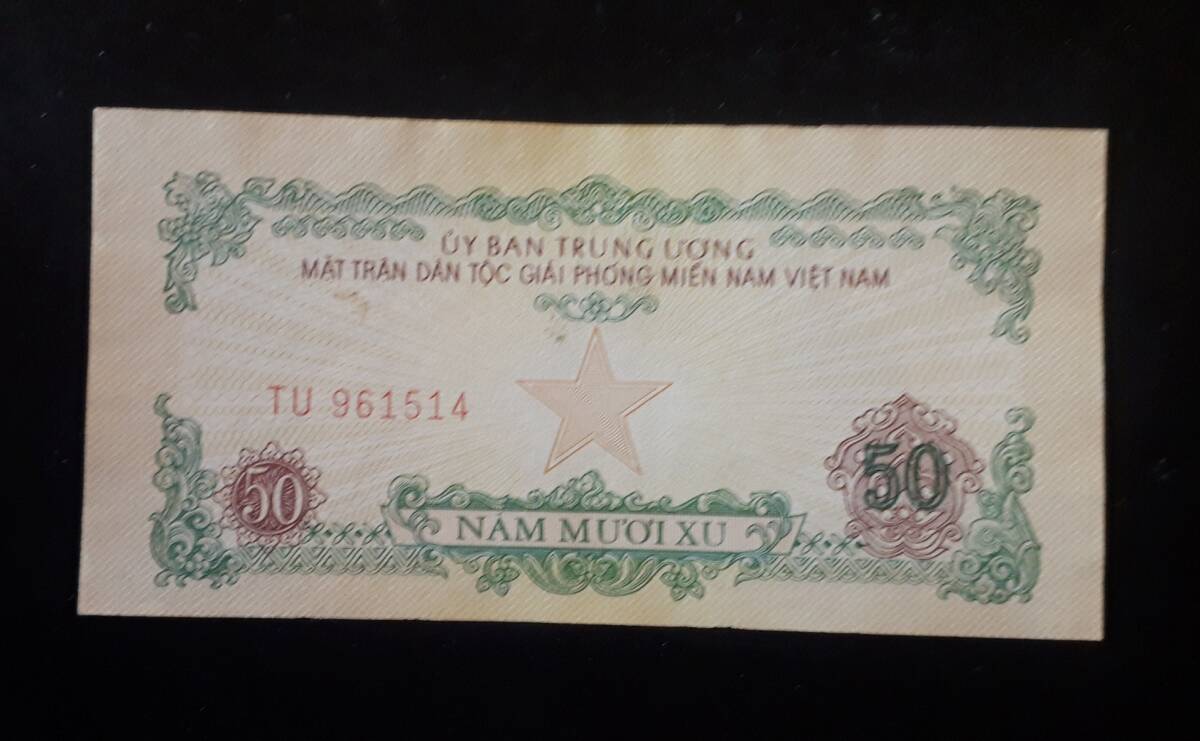 ỦY BAN TRUNG ƯƠNG
MẶT TRẬN DÂN TỘC GIẢI PHÓNG MIỀN NAM VIỆT NAM
TU 961514
50
50
NĂM MƯƠI XU